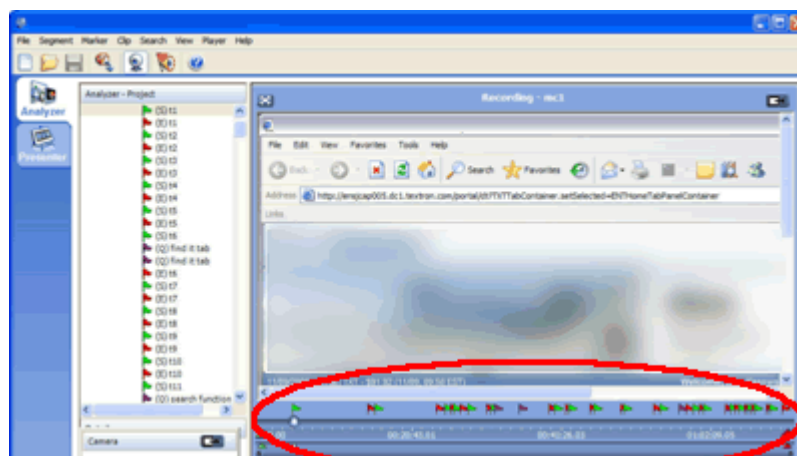 File Segment Marker Clip Search View Player Help
Analyzer
Presenter
Analyzer - Project
(S) t1
(E) t1
(S) t2
(E) t2
(S) t3
(E) t3
(S) t4
(E) t4
(S) t5
(E) t5
(S) t6
(Q) find it tab
(Q) find it tab
(E) t6
(S) t7
(E) t7
(S) t8
(E) t8
(S) t9
(E) t9
(S) t10
(E) t10
(S) t11
(Q) search function
Camera
Recording - mc1
File Edit View Favorites Tools Help
Back Search Favorites
Address
Links
00:20:43.01
00:41:26.03
01:02:09.05